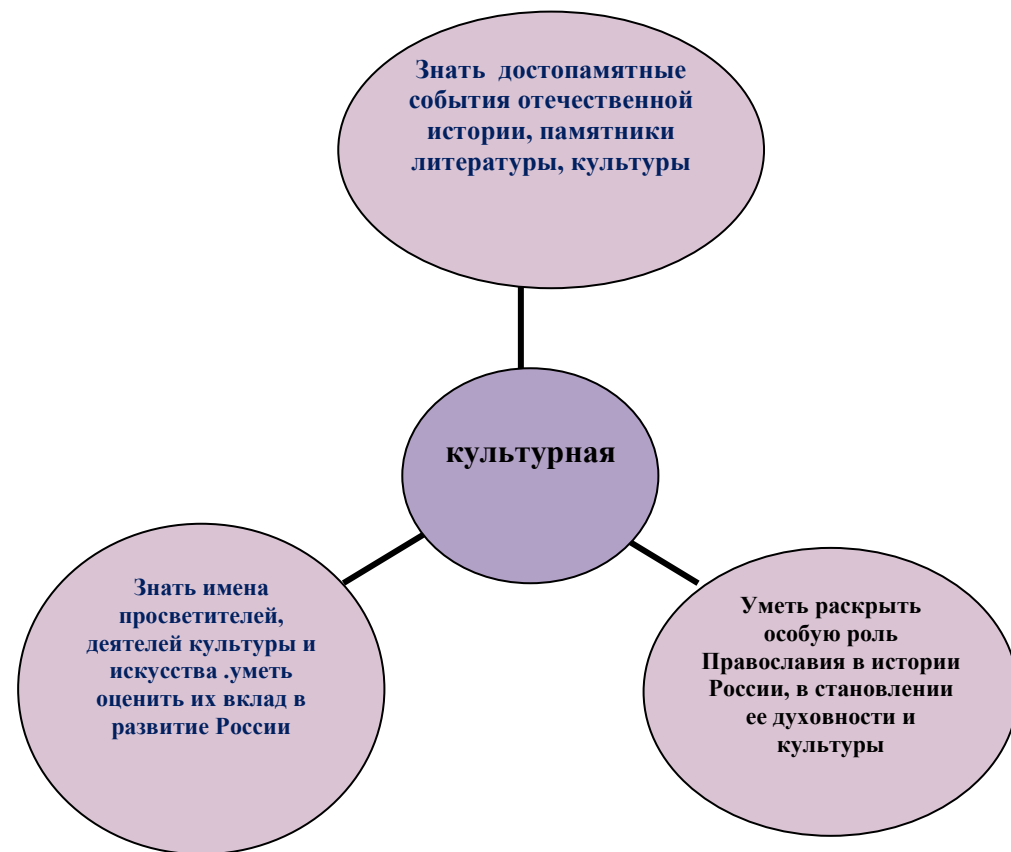 Знать достопамятные
события отечественной
истории, памятники
литературы, культуры
культурная
Знать имена
просветителей,
деятелей культуры и
искусства .уметь
оценить их вклад в
развитие России
Уметь раскрыть
особую роль
Православия в истории
России, в становлении
ее духовности и
культуры